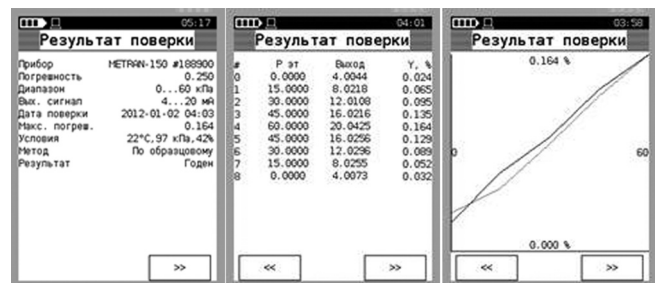 05:17
Результат поверки
Прибор METRAN-150 #188900
Погрешность 0.250
Диапазон 0...60 кПа
Вых. сигнал 4...20 мА
Дата поверки 2012-01-02 04:03
Макс. погреш. 0.164
Условия 22°C,97 кПа,42%
Метод По образцовому
Результат Годен
>>
04:01
Результат поверки
# Р эт Выход Y, %
0 0.0000 4.0044 0.024
1 15.0000 8.0218 0.065
2 30.0000 12.0108 0.095
3 45.0000 16.0216 0.135
4 60.0000 20.0425 0.164
5 45.0000 16.0256 0.129
6 30.0000 12.0296 0.089
7 15.0000 8.0255 0.052
8 0.0000 4.0073 0.032
<< >>
03:58
Результат поверки
0.164 %
0 60
0.000 %
<< >>